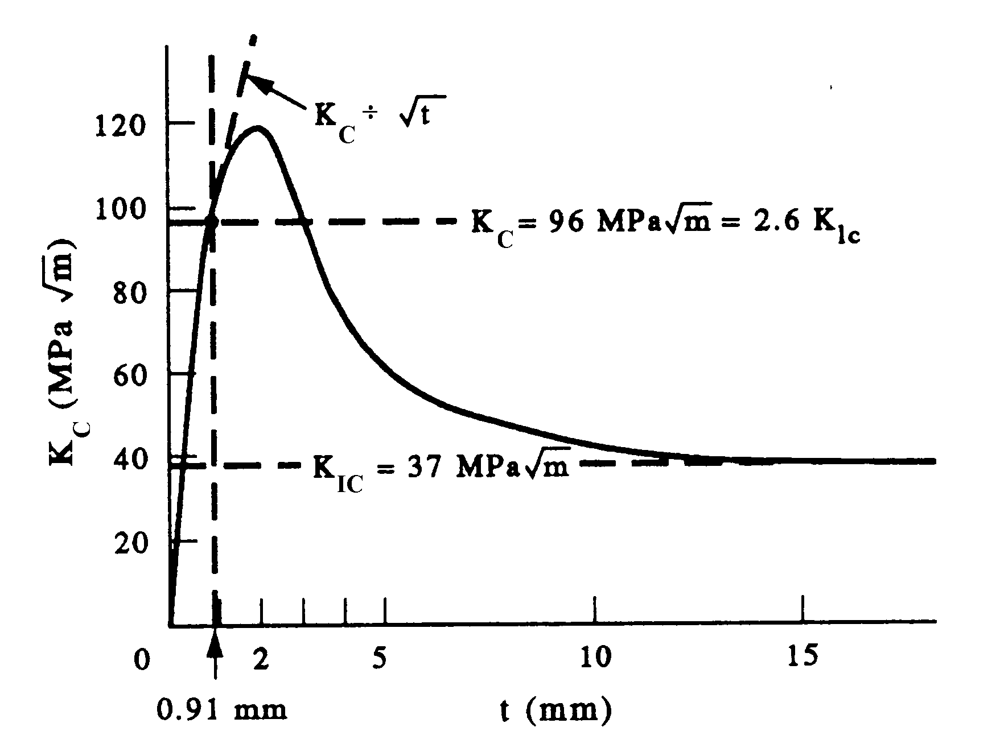 K_C ÷ √t
120
100
K_C = 96 MPa√m = 2.6 K_lc
80
60
40
K_IC = 37 MPa√m
20
K_C (MPa √m)
0 2 5 10 15
0.91 mm
t (mm)